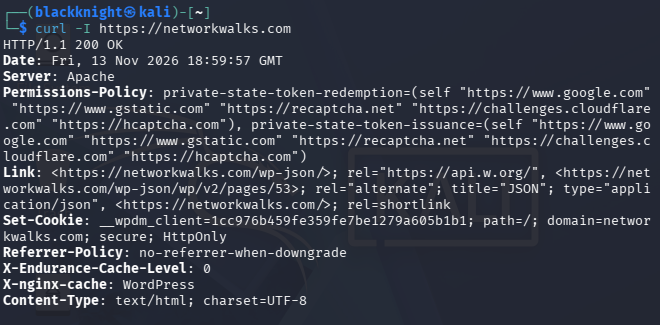 ┌──(blackknight㉿kali)-[~]
└─$ curl -I https://networkwalks.com
HTTP/1.1 200 OK
Date: Fri, 13 Nov 2026 18:59:57 GMT
Server: Apache
Permissions-Policy: private-state-token-redemption=(self "https://www.google.com"
"https://www.gstatic.com" "https://recaptcha.net" "https://challenges.cloudflare
.com" "https://hcaptcha.com"), private-state-token-issuance=(self "https://www.go
ogle.com" "https://www.gstatic.com" "https://recaptcha.net" "https://challenges.c
loudflare.com" "https://hcaptcha.com")
Link: <https://networkwalks.com/wp-json/>; rel="https://api.w.org/", <https://net
workwalks.com/wp-json/wp/v2/pages/53>; rel="alternate"; title="JSON"; type="appli
cation/json", <https://networkwalks.com/>; rel=shortlink
Set-Cookie: __wpdm_client=1cc976b459fe359fe7be1279a605b1b1; path=/; domain=networ
kwalks.com; secure; HttpOnly
Referrer-Policy: no-referrer-when-downgrade
X-Endurance-Cache-Level: 0
X-nginx-cache: WordPress
Content-Type: text/html; charset=UTF-8